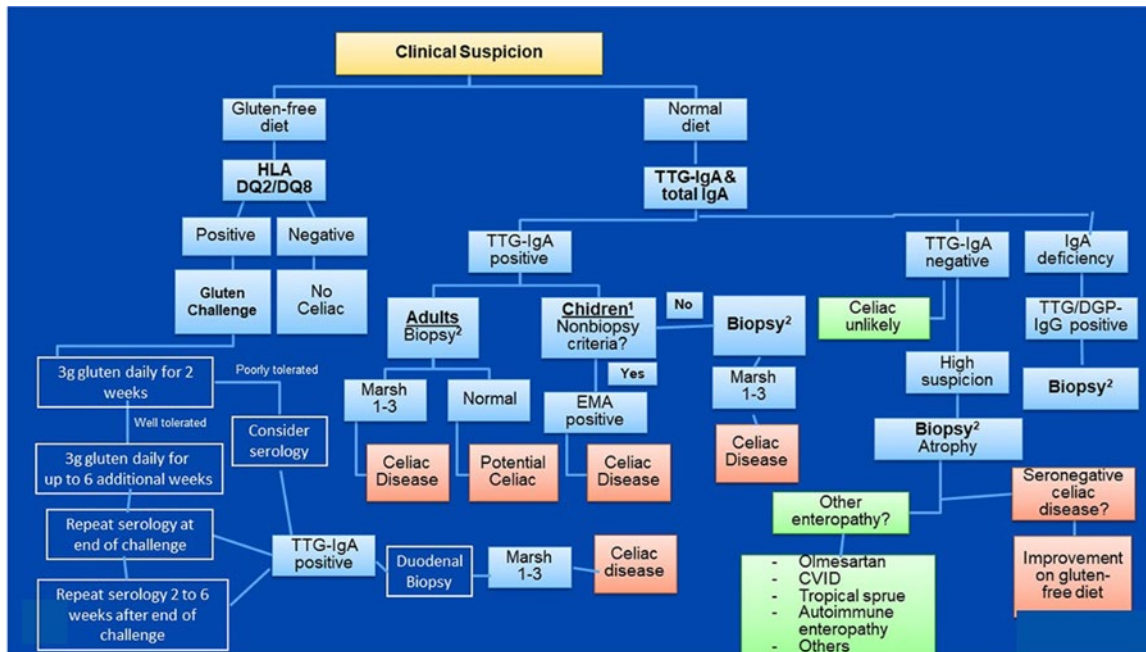 Clinical Suspicion
Gluten-free
diet
Normal
diet
HLA
DQ2/DQ8
TTG-IgA &
total IgA
Positive
Negative
TTG-IgA
positive
TTG-IgA
negative
IgA
deficiency
Gluten
Challenge
No
Celiac
Adults
Biopsy²
Chidren¹
Nonbiopsy
criteria?
No
Biopsy²
Celiac
unlikely
TTG/DGP-
IgG positive
3g gluten daily for 2
weeks
Poorly tolerated
Marsh
1-3
Normal
Yes
EMA
positive
Marsh
1-3
High
suspicion
Biopsy²
Well tolerated
Consider
serology
Biopsy²
Atrophy
3g gluten daily for
up to 6 additional weeks
Celiac
Disease
Potential
Celiac
Celiac
Disease
Celiac
Disease
Other
enteropathy?
Seronegative
celiac
disease?
Repeat serology at
end of challenge
TTG-IgA
positive
Duodenal
Biopsy
Marsh
1-3
Celiac
disease
Repeat serology 2 to 6
weeks after end of
challenge
- Olmesartan
- CVID
- Tropical sprue
- Autoimmune
enteropathy
- Others
Improvement
on gluten-
free diet